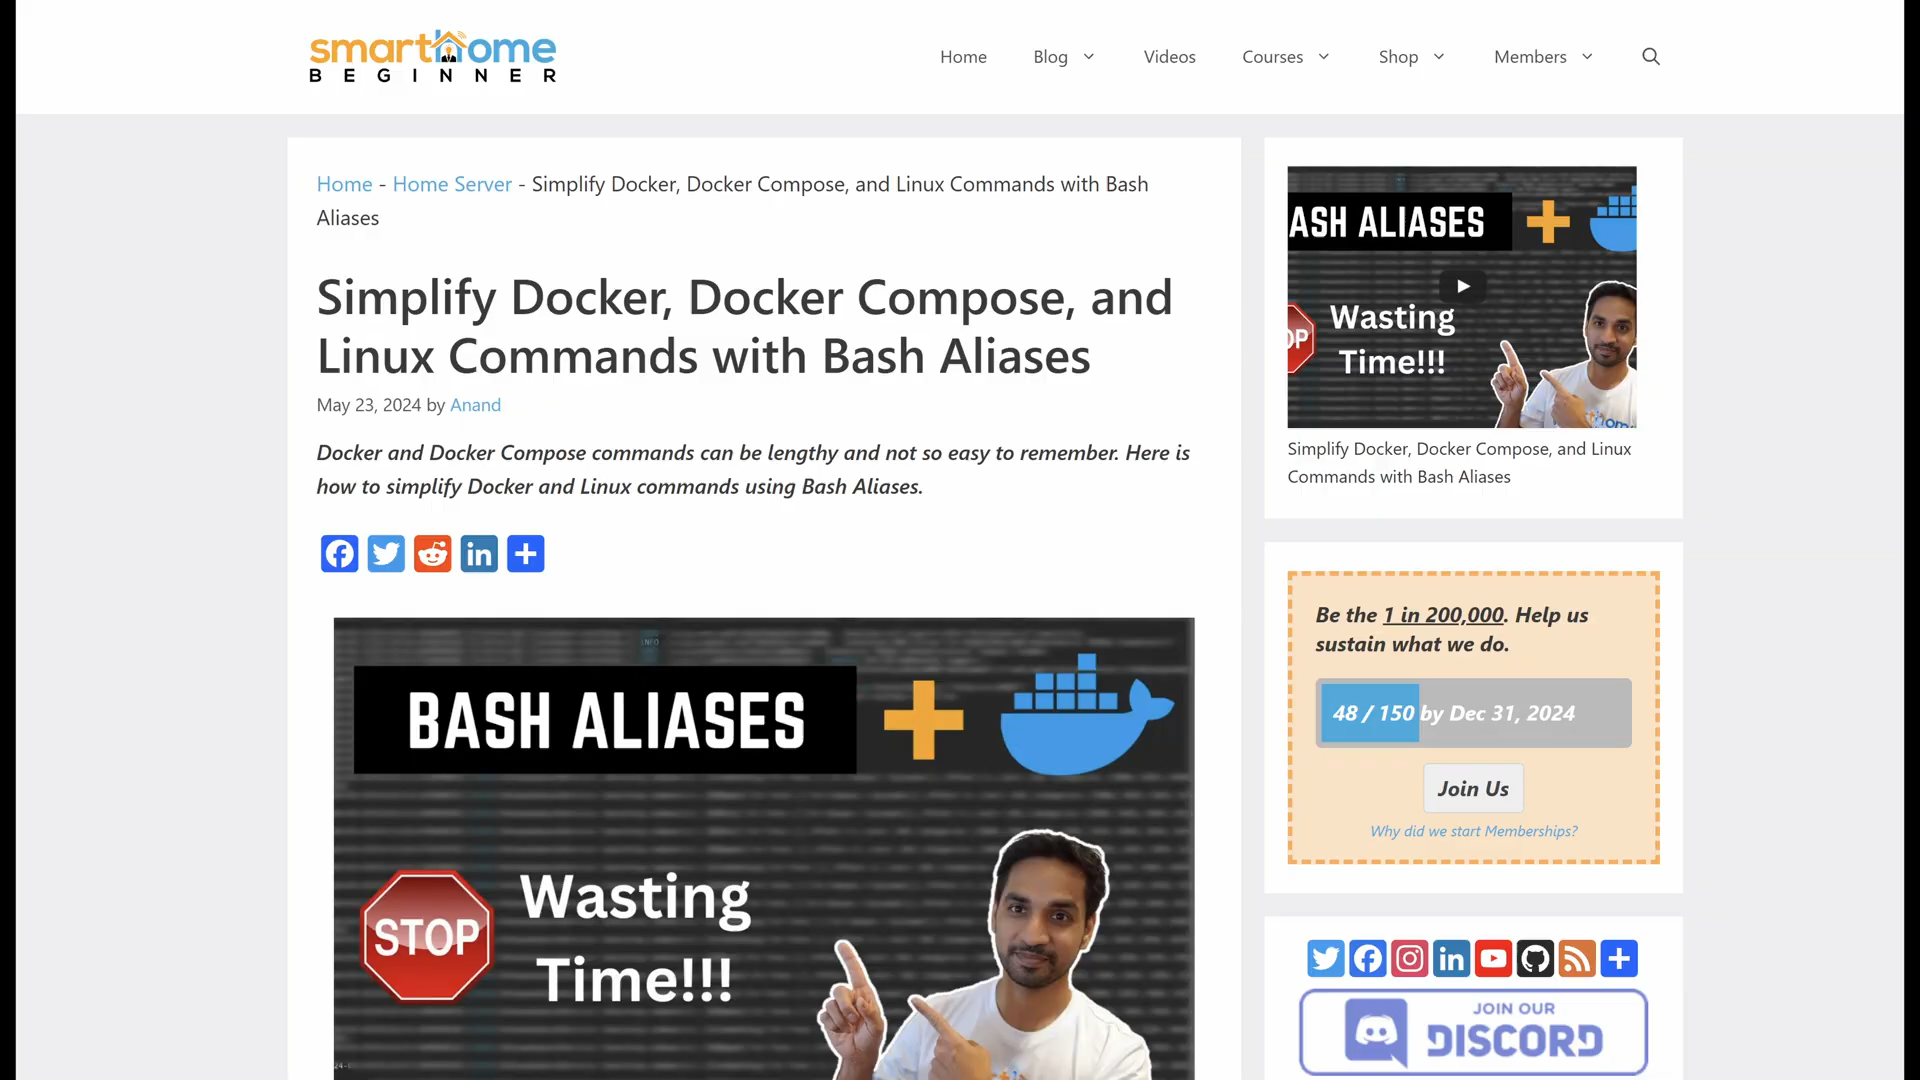 smarthome
BEGINNER
Home
Blog
Videos
Courses
Shop
Members
Home - Home Server - Simplify Docker, Docker Compose, and Linux Commands with Bash
Aliases
Simplify Docker, Docker Compose, and
Linux Commands with Bash Aliases
May 23, 2024 by Anand
Docker and Docker Compose commands can be lengthy and not so easy to remember. Here is
how to simplify Docker and Linux commands using Bash Aliases.
INFO
BASH ALIASES
STOP
Wasting
Time!!!
ASH ALIASES
OP
Wasting
Time!!!
Simplify Docker, Docker Compose, and Linux
Commands with Bash Aliases
Be the 1 in 200,000. Help us
sustain what we do.
48 / 150 by Dec 31, 2024
Join Us
Why did we start Memberships?
JOIN OUR
DISCORD